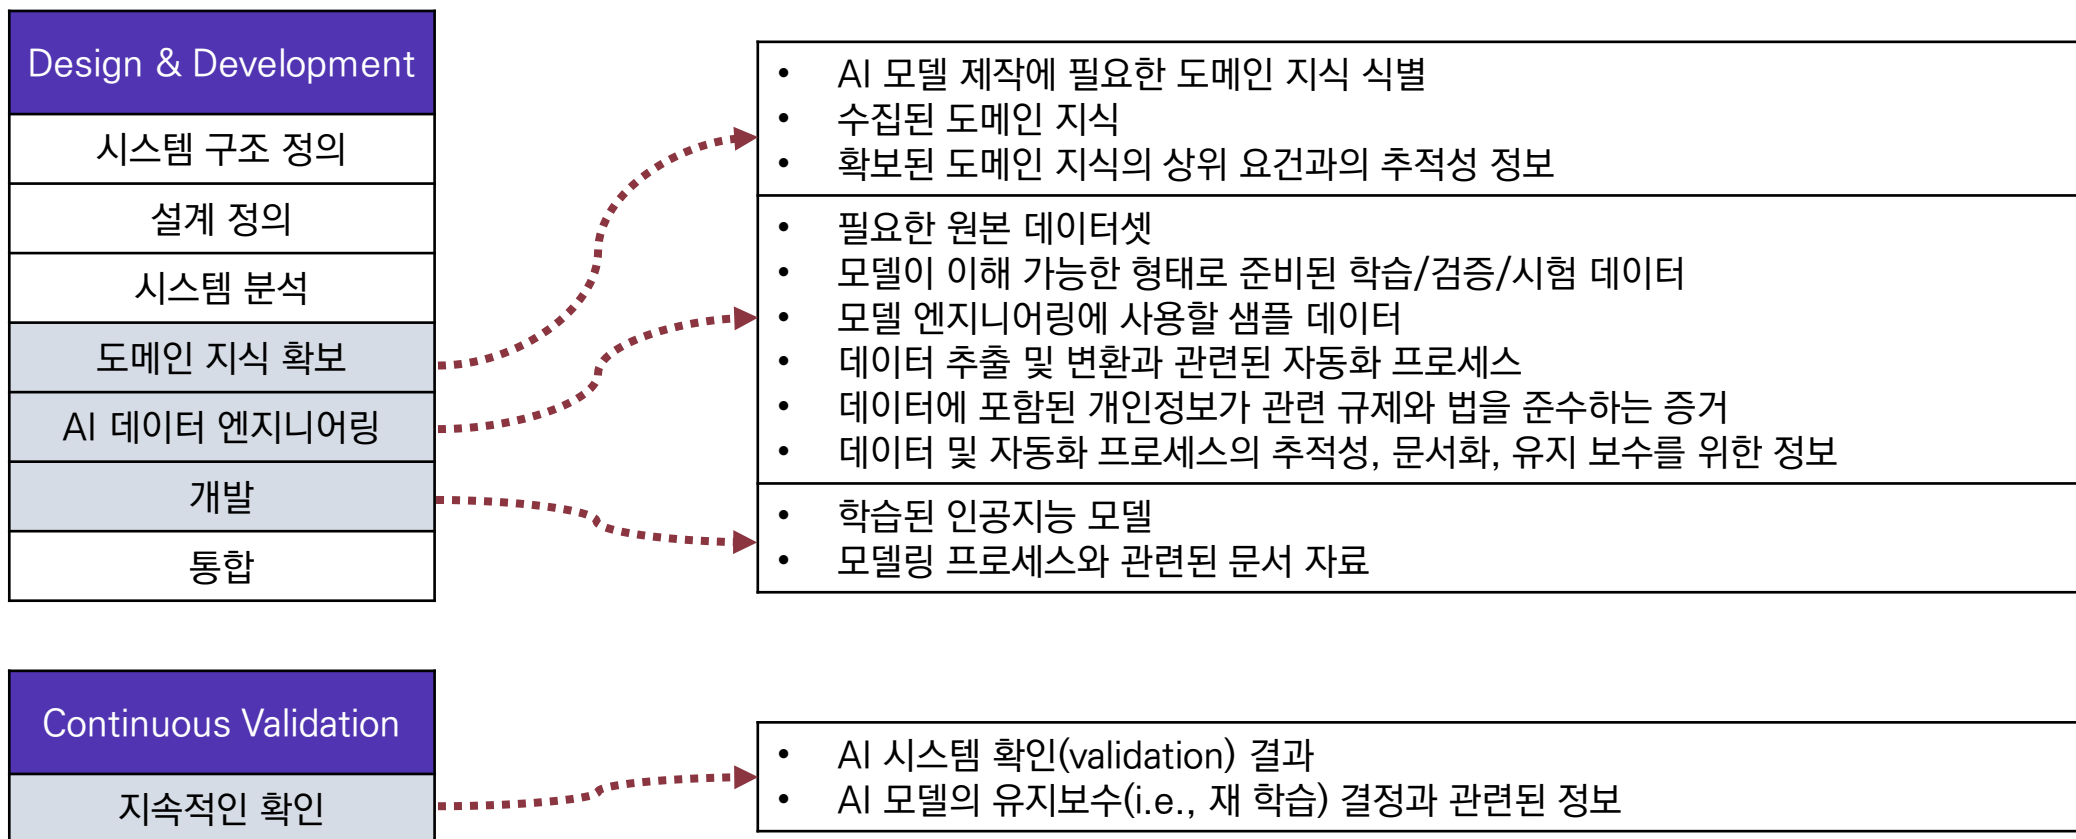 Design & Development
시스템 구조 정의
설계 정의
시스템 분석
도메인 지식 확보
AI 데이터 엔지니어링
개발
통합
• AI 모델 제작에 필요한 도메인 지식 식별
• 수집된 도메인 지식
• 확보된 도메인 지식의 상위 요건과의 추적성 정보
• 필요한 원본 데이터셋
• 모델이 이해 가능한 형태로 준비된 학습/검증/시험 데이터
• 모델 엔지니어링에 사용할 샘플 데이터
• 데이터 추출 및 변환과 관련된 자동화 프로세스
• 데이터에 포함된 개인정보가 관련 규제와 법을 준수하는 증거
• 데이터 및 자동화 프로세스의 추적성, 문서화, 유지 보수를 위한 정보
• 학습된 인공지능 모델
• 모델링 프로세스와 관련된 문서 자료
Continuous Validation
지속적인 확인
• AI 시스템 확인(validation) 결과
• AI 모델의 유지보수(i.e., 재 학습) 결정과 관련된 정보